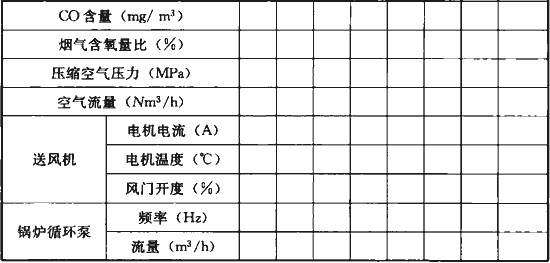 CO含量（mg/ m³）
烟气含氧量比（%）
压缩空气压力（MPa）
空气流量（Nm³/h）
送风机
电机电流（A）
电机温度（℃）
风门开度（%）
锅炉循环泵
频率（Hz）
流量（m³/h）